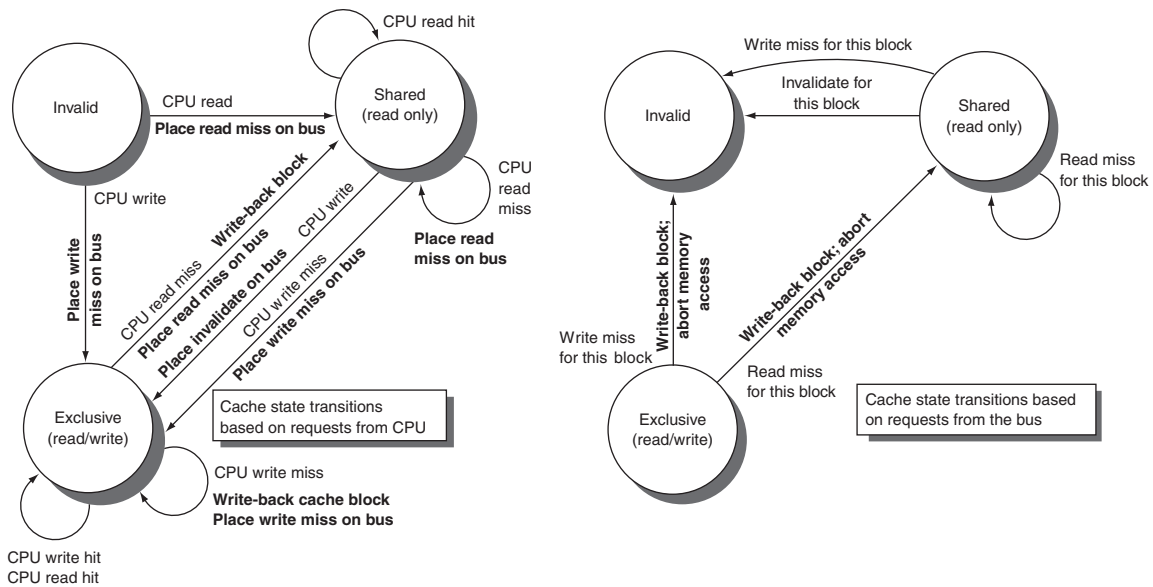 CPU read hit
Invalid
CPU read
Place read miss on bus
Shared
(read only)
CPU
read
miss
Place read
miss on bus
CPU write
Place write
miss on bus
CPU read miss
Write-back block
Place read miss on bus
CPU write
Place invalidate on bus
CPU write miss
Place write miss on bus
Exclusive
(read/write)
Cache state transitions
based on requests from CPU
CPU write miss
Write-back cache block
Place write miss on bus
CPU write hit
CPU read hit
Write miss for this block
Invalidate for
this block
Invalid
Shared
(read only)
Read miss
for this block
Write-back block;
abort memory
access
Write-back block; abort
memory access
Write miss
for this block
Read miss
for this block
Exclusive
(read/write)
Cache state transitions based
on requests from the bus